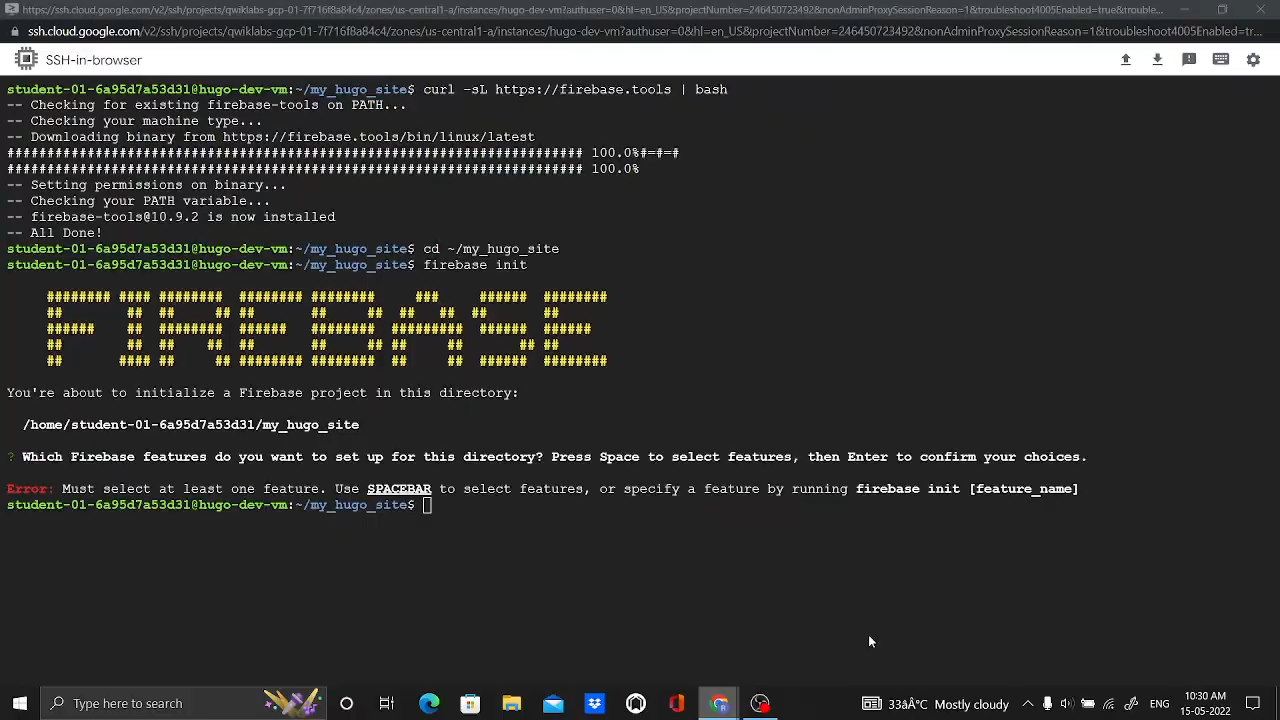 https://ssh.cloud.google.com/v2/ssh/projects/qwiklabs-gcp-01-7f716f8a84c4/zones/us-central1-a/instances/hugo-dev-vm?authuser=0&hl=en_US&projectNumber=246450723492&nonAdminProxySessionReason=1&troubleshoot4005Enabled=true&trouble...
ssh.cloud.google.com/v2/ssh/projects/qwiklabs-gcp-01-7f716f8a84c4/zones/us-central1-a/instances/hugo-dev-vm?authuser=0&hl=en_US&projectNumber=246450723492&nonAdminProxySessionReason=1&troubleshoot4005Enabled=tr...
SSH-in-browser
student-01-6a95d7a53d31@hugo-dev-vm:~/my_hugo_site$ curl -sL https://firebase.tools | bash
-- Checking for existing firebase-tools on PATH...
-- Checking your machine type...
-- Downloading binary from https://firebase.tools/bin/linux/latest
######################################################################## 100.0%#=#=#
######################################################################## 100.0%
-- Setting permissions on binary...
-- Checking your PATH variable...
-- firebase-tools@10.9.2 is now installed
-- All Done!
student-01-6a95d7a53d31@hugo-dev-vm:~/my_hugo_site$ cd ~/my_hugo_site
student-01-6a95d7a53d31@hugo-dev-vm:~/my_hugo_site$ firebase init
FIREBASE
You're about to initialize a Firebase project in this directory:
/home/student-01-6a95d7a53d31/my_hugo_site
? Which Firebase features do you want to set up for this directory? Press Space to select features, then Enter to confirm your choices.
Error: Must select at least one feature. Use SPACEBAR to select features, or specify a feature by running firebase init [feature_name]
student-01-6a95d7a53d31@hugo-dev-vm:~/my_hugo_site$
Type here to search
33â°C Mostly cloudy
ENG
10:30 AM
15-05-2022